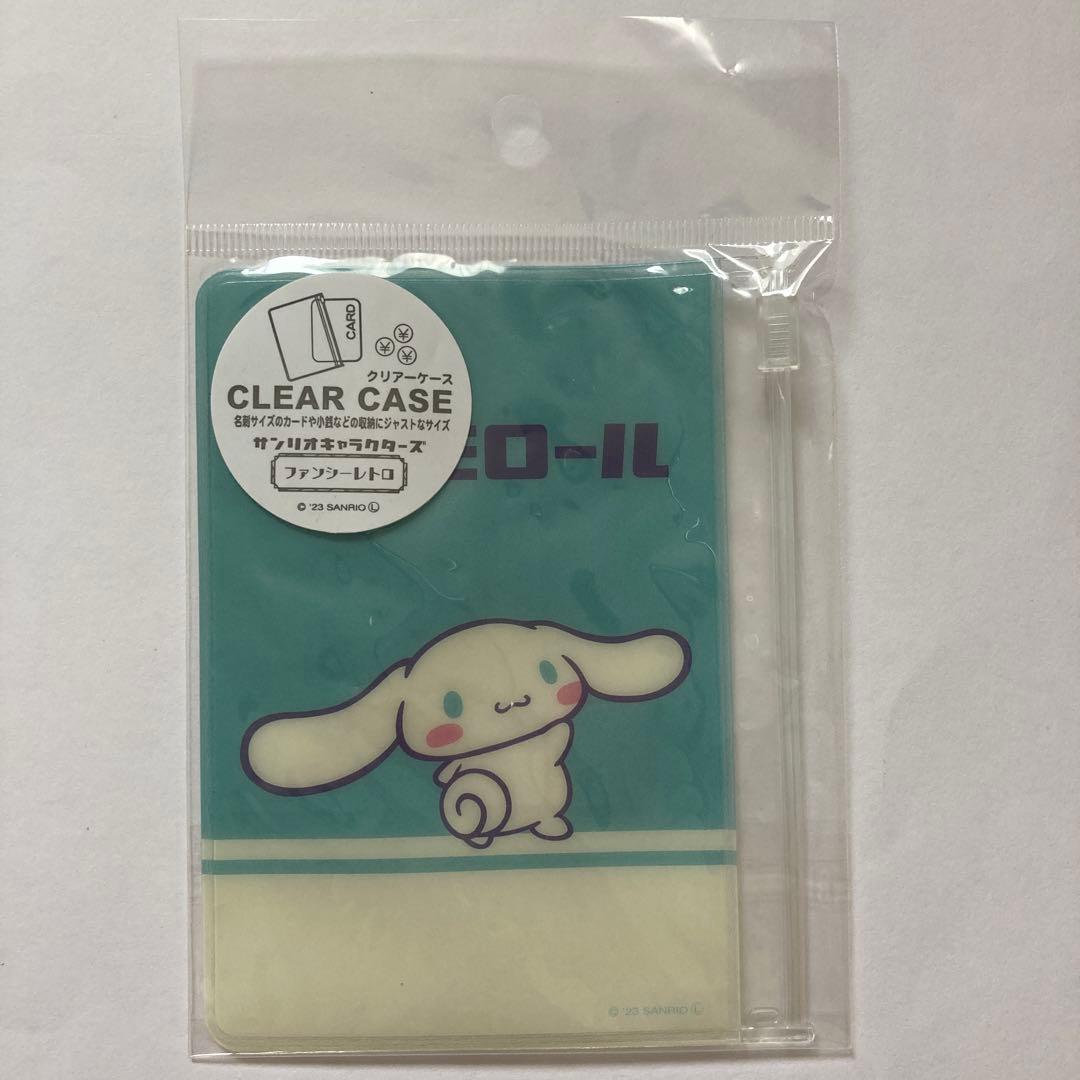 CARD
¥
¥ ¥
クリアーケース
CLEAR CASE
名刺サイズのカードや小銭などの収納にジャストなサイズ
サンリオキャラクターズ
ファンシーレトロ
© '23 SANRIO Ⓛ
モロール
© '23 SANRIO Ⓛ